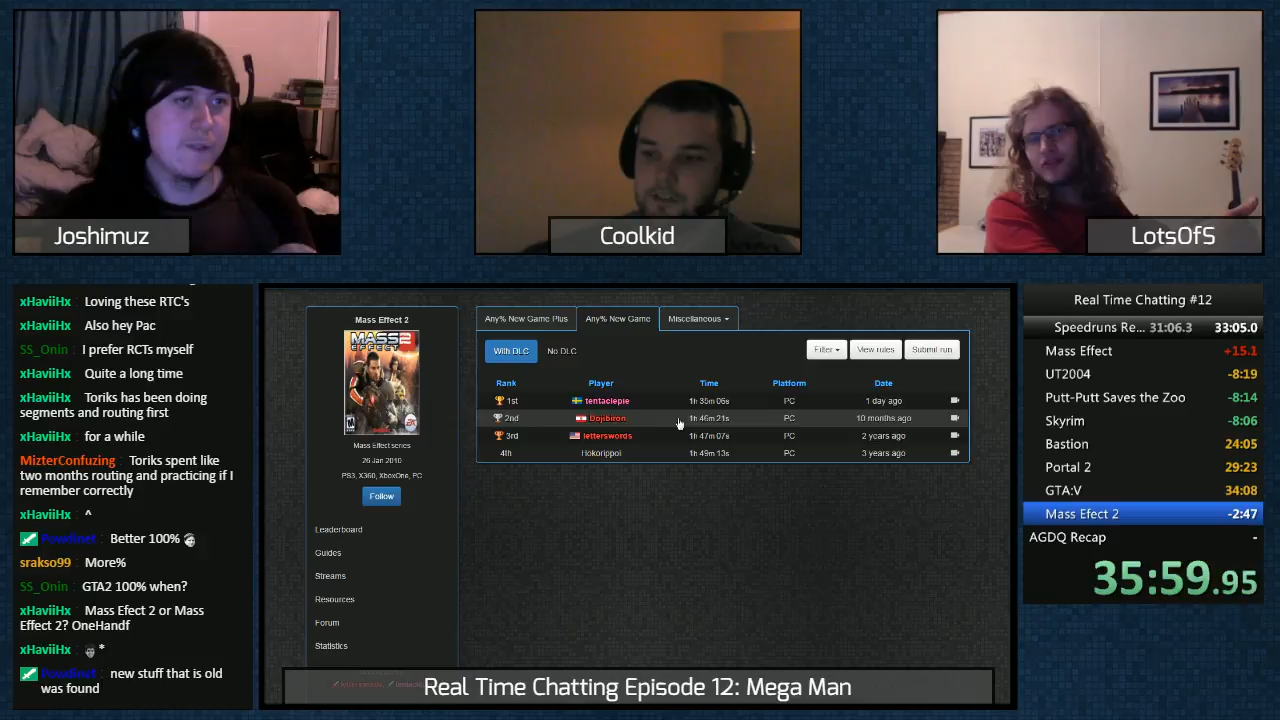 Joshimuz
Coolkid
LotsOfS
xHaviiHx Loving these RTC's
xHaviiHx Also hey Pac
SS_Onin : I prefer RCTs myself
xHaviiHx Quite a long time
xHaviiHx Toriks has been doing
segments and routing first
xHaviiHx for a while
MizterConfuzing : Toriks spent like
two months routing and practicing if I
remember correctly
xHaviiHx ^
Powdinet : Better 100%
srakso99 : More%
SS_Onin : GTA2 100% when?
xHaviiHx Mass Efect 2 or Mass
Effect 2? OneHandf
xHaviiHx : *
Powdinet : new stuff that is old
was found
Mass Effect 2
MASS
EFFECT
2
EA
Mass Effect series
26 Jan 2010
PS3, X360, XboxOne, PC
Follow
Leaderboard
Guides
Streams
Resources
Forum
Statistics
Any% New Game Plus Any% New Game Miscellaneous
With DLC No DLC Filter View rules Submit run
Rank Player Time Platform Date
1st tentaclepie 1h 35m 06s PC 1 day ago
2nd Dojibiron 1h 46m 21s PC 10 months ago
3rd letterswords 1h 47m 07s PC 2 years ago
4th Hokorippoi 1h 49m 13s PC 3 years ago
Real Time Chatting #12
Speedruns Re... 31:06.3 33:05.0
Mass Effect +15.1
UT2004 -8:19
Putt-Putt Saves the Zoo -8:14
Skyrim -8:06
Bastion 24:05
Portal 2 29:23
GTA:V 34:08
Mass Efect 2 -2:47
AGDQ Recap -
35:59.95
Real Time Chatting Episode 12: Mega Man